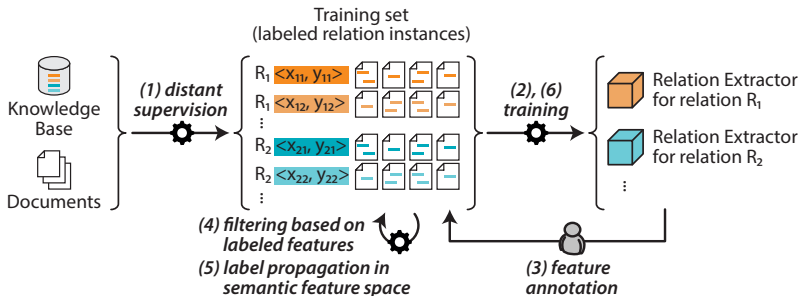 Training set
(labeled relation instances)
Knowledge
Base
Documents
(1) distant
supervision
R1 <x11, y11>
R1 <x12, y12>
⋮
R2 <x21, y21>
R2 <x22, y22>
⋮
(2), (6)
training
Relation Extractor
for relation R1
Relation Extractor
for relation R2
⋮
(4) filtering based on
labeled features
(5) label propagation in
semantic feature space
(3) feature
annotation